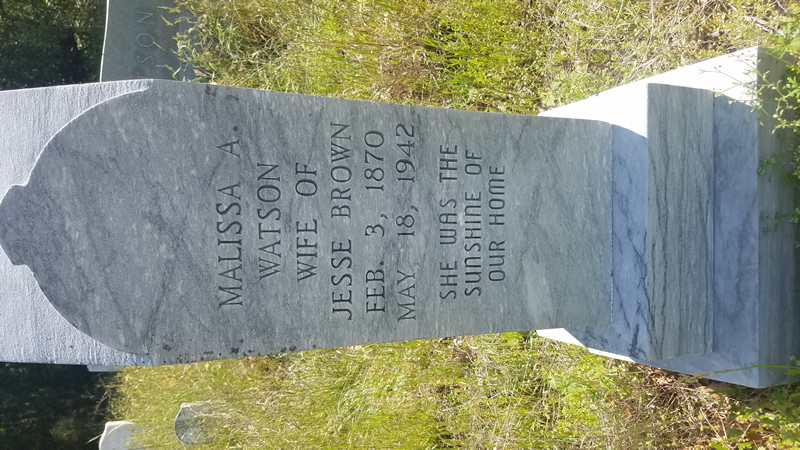 MALISSA A.
WATSON
WIFE OF
JESSE BROWN
FEB. 3, 1870
MAY 18, 1942
SHE WAS THE
SUNSHINE OF
OUR HOME
SON